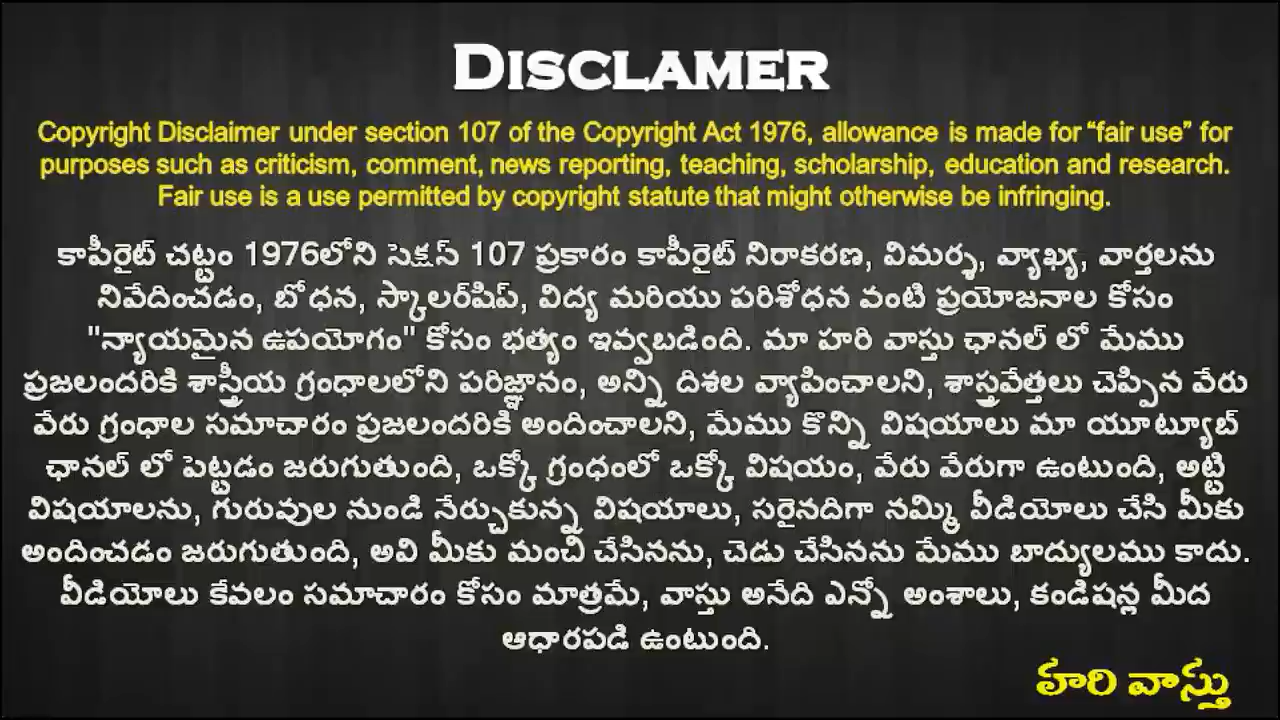 DISCLAMER
Copyright Disclaimer under section 107 of the Copyright Act 1976, allowance is made for “fair use” for
purposes such as criticism, comment, news reporting, teaching, scholarship, education and research.
Fair use is a use permitted by copyright statute that might otherwise be infringing.
కాపీరైట్ చట్టం 1976లోని సెక్షన్ 107 ప్రకారం కాపీరైట్ నిరాకరణ, విమర్శ, వ్యాఖ్య, వార్తలను
నివేదించడం, బోధన, స్కాలర్‌షిప్, విద్య మరియు పరిశోధన వంటి ప్రయోజనాల కోసం
"న్యాయమైన ఉపయోగం" కోసం భత్యం ఇవ్వబడింది. మా హరి వాస్తు ఛానల్ లో మేము
ప్రజలందరికి శాస్త్రీయ గ్రంధాలలోని పరిజ్ఞానం, అన్ని దిశల వ్యాపించాలని, శాస్త్రవేత్తలు చెప్పిన వేరు
వేరు గ్రంధాల సమాచారం ప్రజలందరికి అందించాలని, మేము కొన్ని విషయాలు మా యూట్యూబ్
ఛానల్ లో పెట్టడం జరుగుతుంది, ఒక్కో గ్రంధంలో ఒక్కో విషయం, వేరు వేరుగా ఉంటుంది, అట్టి
విషయాలను, గురువుల నుండి నేర్చుకున్న విషయాలు, సరైనదిగా నమ్మి వీడియోలు చేసి మీకు
అందించడం జరుగుతుంది, అవి మీకు మంచి చేసినను, చెడు చేసినను మేము బాద్యులము కాదు.
వీడియోలు కేవలం సమాచారం కోసం మాత్రమే, వాస్తు అనేది ఎన్నో అంశాలు, కండిషన్ల మీద
ఆధారపడి ఉంటుంది.
హరి వాస్తు